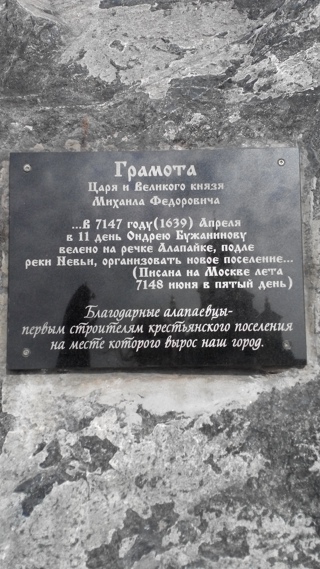 Грамота
Царя и Великого князя
Михаила Федоровича
...В 7147 году(1639) Апреля
в 11 день Ондрею Бужанинову
велено на речке Алапайке, подле
реки Невьи, организовать новое поселение...
(Писана на Москве лета
7148 июня в пятый день)
Благодарные алапаевцы-
первым строителям крестьянского поселения
на месте которого вырос наш город.